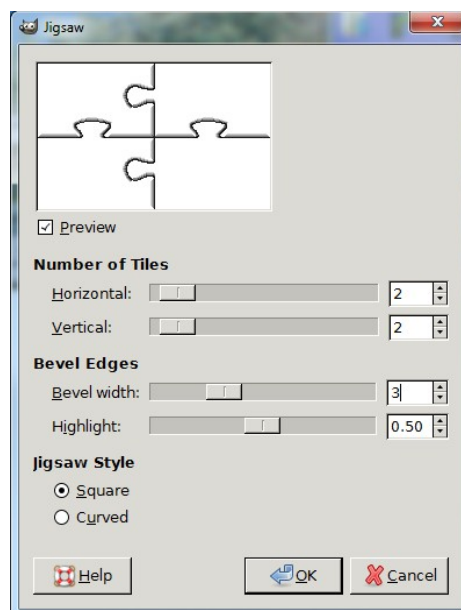 Jigsaw
Preview
Number of Tiles
Horizontal: 2
Vertical: 2
Bevel Edges
Bevel width: 3
Highlight: 0.50
Jigsaw Style
Square
Curved
Help OK Cancel